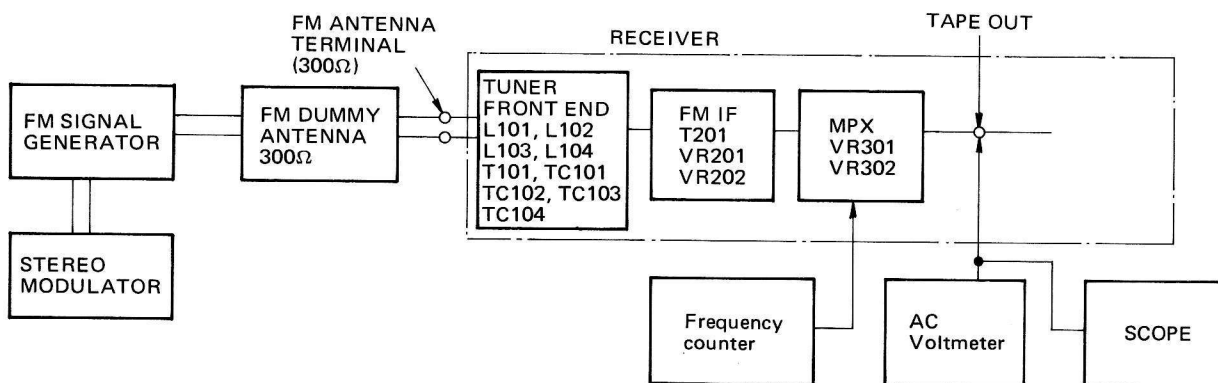 FM ANTENNA
TERMINAL
(300Ω)
RECEIVER
TAPE OUT
FM SIGNAL
GENERATOR
FM DUMMY
ANTENNA
300Ω
TUNER
FRONT END
L101, L102
L103, L104
T101, TC101
TC102, TC103
TC104
FM IF
T201
VR201
VR202
MPX
VR301
VR302
STEREO
MODULATOR
Frequency
counter
AC
Voltmeter
SCOPE